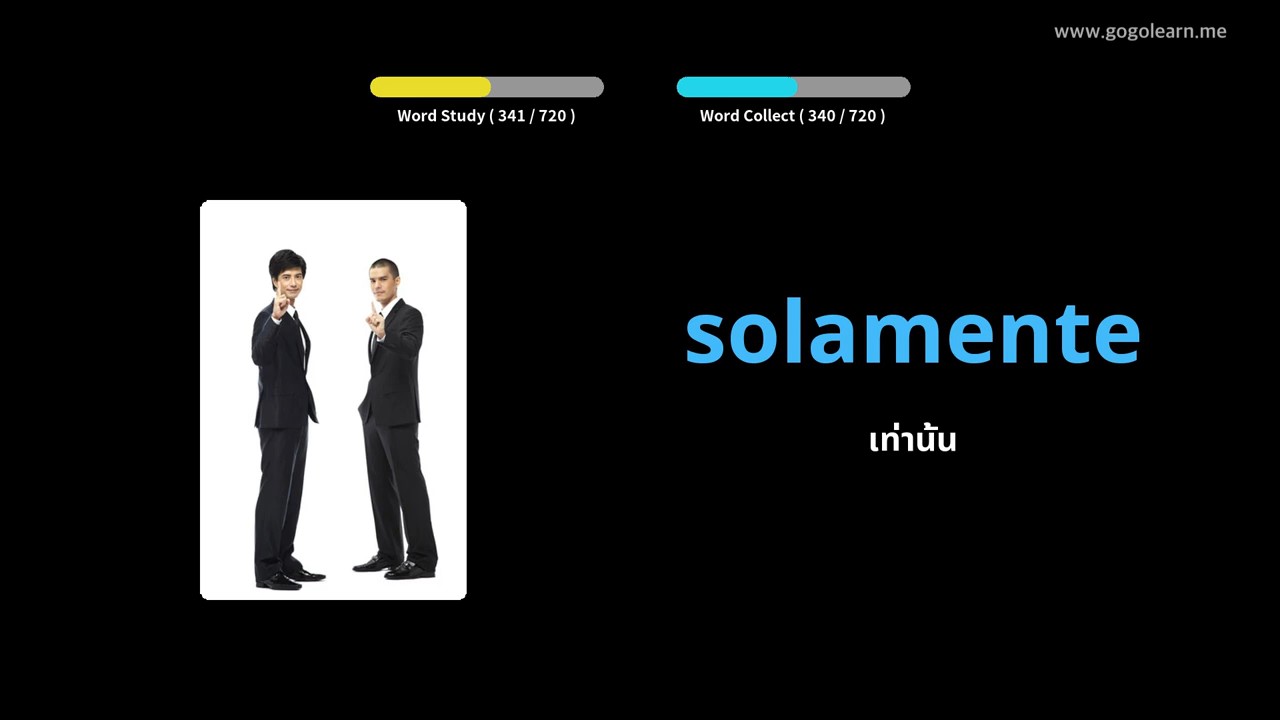 www.gogolearn.me
Word Study ( 341 / 720 )
Word Collect ( 340 / 720 )
solamente
เท่านั้น